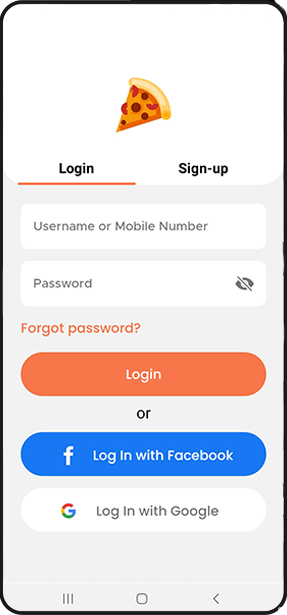 Login
Sign-up
Username or Mobile Number
Password
Forgot password?
Login
or
Log In with Facebook
Log In with Google